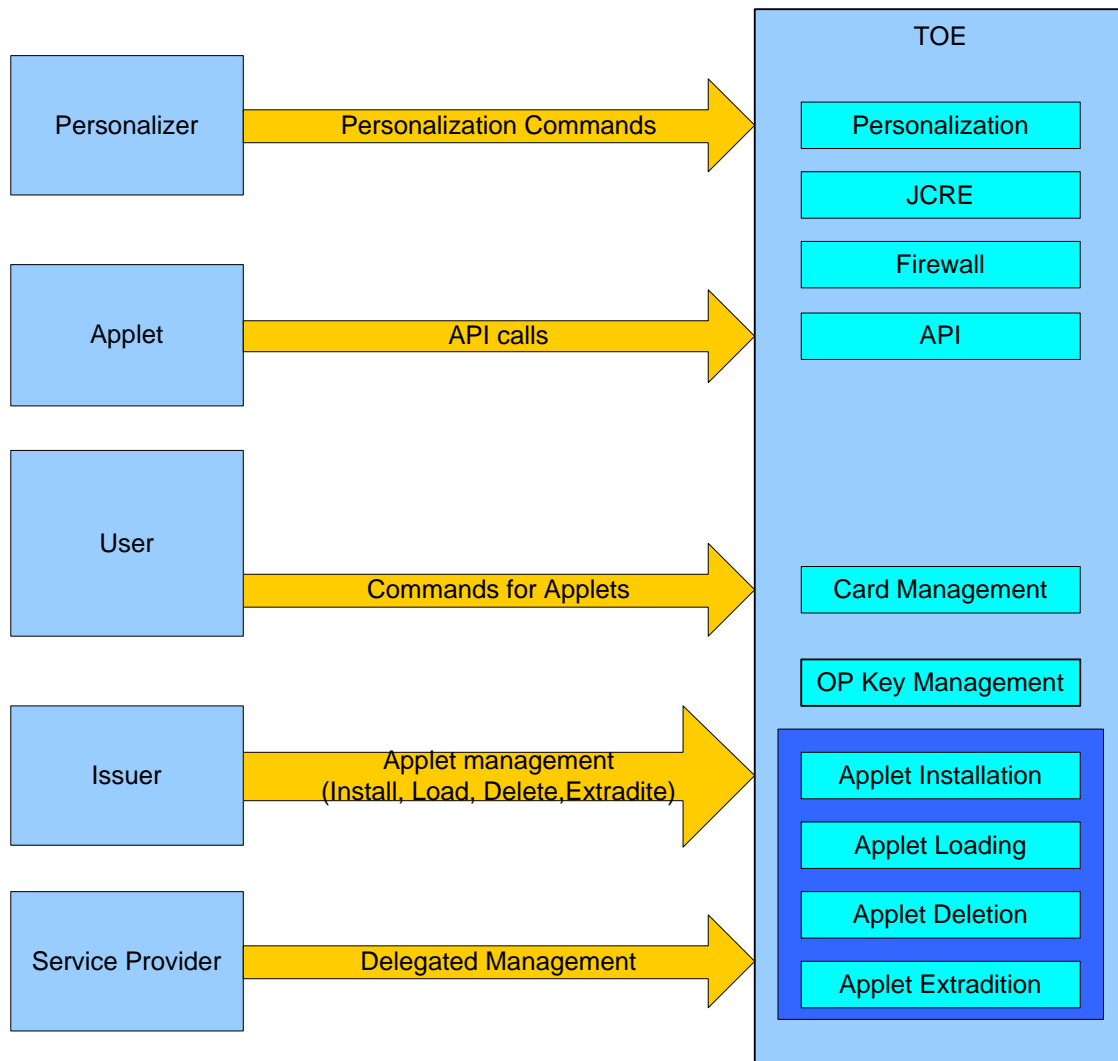 TOE
Personalizer
Personalization Commands
Personalization
JCRE
Firewall
Applet
API calls
API
User
Commands for Applets
Card Management
OP Key Management
Issuer
Applet management
(Install, Load, Delete,Extradite)
Applet Installation
Applet Loading
Applet Deletion
Service Provider
Delegated Management
Applet Extradition